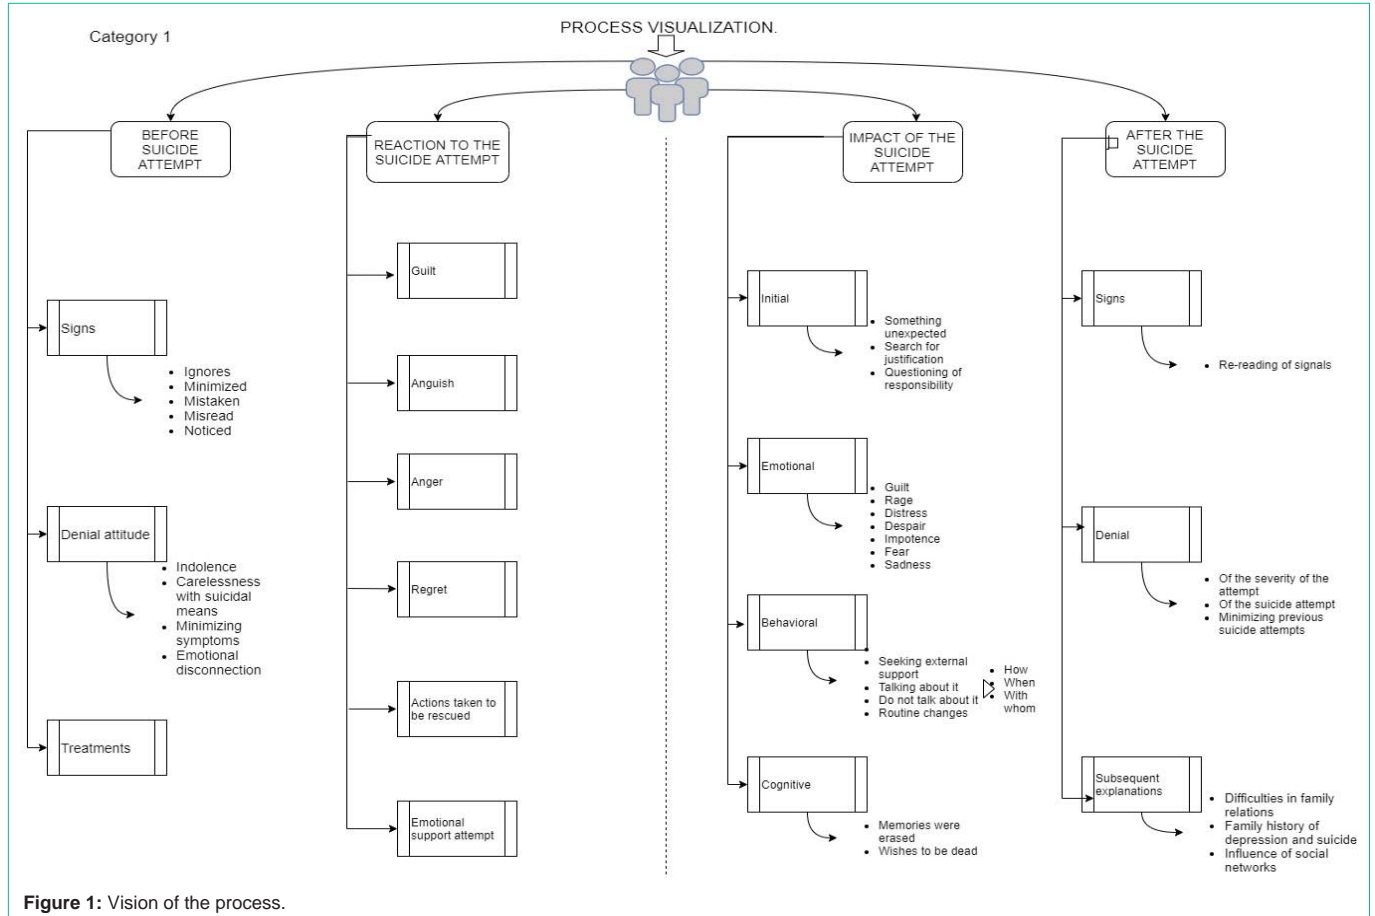 Category 1
PROCESS VISUALIZATION.
BEFORE
SUICIDE
ATTEMPT
Signs
• Ignores
• Minimized
• Mistaken
• Misread
• Noticed
Denial attitude
• Indolence
• Carelessness
with suicidal
means
• Minimizing
symptoms
• Emotional
disconnection
Treatments
REACTION TO THE
SUICIDE ATTEMPT
Guilt
Anguish
Anger
Regret
Actions taken to
be rescued
Emotional
support attempt
IMPACT OF THE
SUICIDE
ATTEMPT
Initial
• Something
unexpected
• Search for
justification
• Questioning of
responsibility
Emotional
• Guilt
• Rage
• Distress
• Despair
• Impotence
• Fear
• Sadness
Behavioral
•
• Seeking external
support
• Talking about it
• Do not talk about it
• Routine changes
• How
• When
• With
whom
Cognitive
• Memories were
erased
• Wishes to be dead
AFTER THE
SUICIDE
ATTEMPT
Signs
• Re-reading of signals
Denial
• Of the severity of the
attempt
• Of the suicide attempt
• Minimizing previous
suicide attempts
Subsequent
explanations
• Difficulties in family
relations
• Family history of
depression and suicide
• Influence of social
networks
Figure 1: Vision of the process.